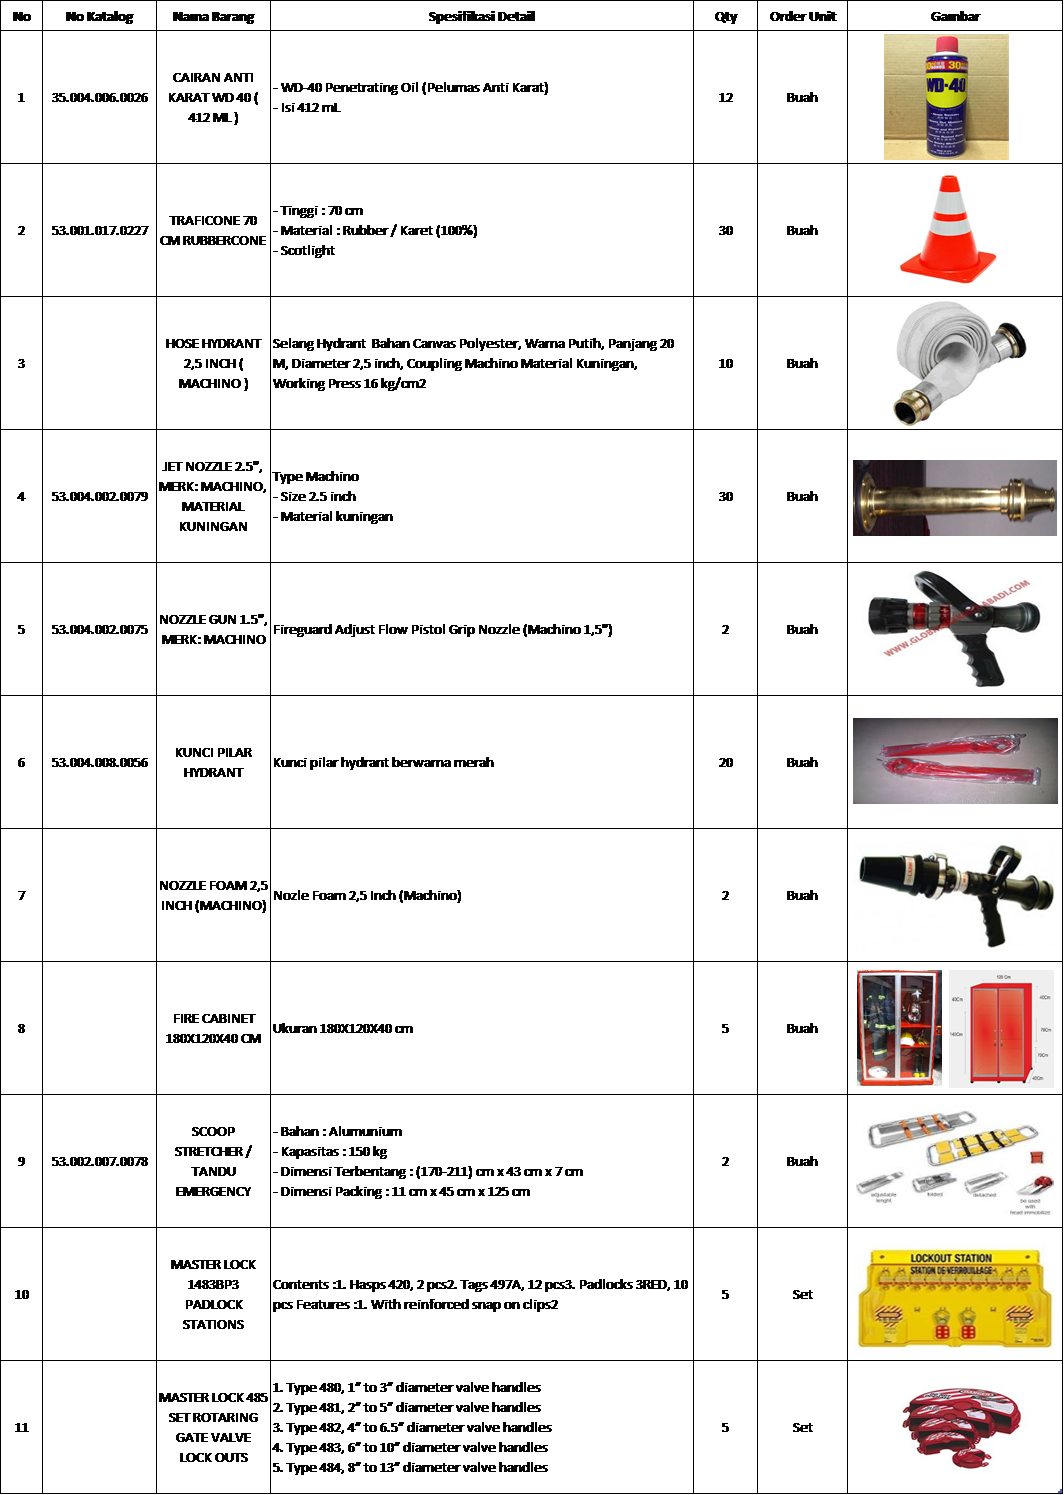 No No Katalog Nama Barang Spesifikasi Detail Qty Order Unit Gambar
1 35.004.006.0026 CAIRAN ANTI KARAT WD 40 ( 412 ML ) - WD-40 Penetrating Oil (Pelumas Anti Karat)
- Isi 412 mL 12 Buah
30
WD-40
2 53.001.017.0227 TRAFICONE 70 CM RUBBERCONE - Tinggi : 70 cm
- Material : Rubber / Karet (100%)
- Scotlight 30 Buah
3 HOSE HYDRANT 2,5 INCH ( MACHINO ) Selang Hydrant Bahan Canvas Polyester, Warna Putih, Panjang 20
M, Diameter 2,5 inch, Coupling Machino Material Kuningan,
Working Press 16 kg/cm2 10 Buah
4 53.004.002.0079 JET NOZZLE 2.5", MERK: MACHINO, MATERIAL KUNINGAN Type Machino
- Size 2.5 inch
- Material kuningan 30 Buah
5 53.004.002.0075 NOZZLE GUN 1.5", MERK: MACHINO Fireguard Adjust Flow Pistol Grip Nozzle (Machino 1,5") 2 Buah
6 53.004.008.0056 KUNCI PILAR HYDRANT Kunci pilar hydrant berwarna merah 20 Buah
7 NOZZLE FOAM 2,5 INCH (MACHINO) Nozle Foam 2,5 Inch (Machino) 2 Buah
8 FIRE CABINET 180X120X40 CM Ukuran 180X120X40 cm 5 Buah
9 53.002.007.0078 SCOOP STRETCHER / TANDU EMERGENCY - Bahan : Alumunium
- Kapasitas : 150 kg
- Dimensi Terbentang : (170-211) cm x 43 cm x 7 cm
- Dimensi Packing : 11 cm x 45 cm x 125 cm 2 Buah
adjustable lenght folded detached to be used with head immobilizer
10 MASTER LOCK 1483BP3 PADLOCK STATIONS Contents :1. Hasps 420, 2 pcs2. Tags 497A, 12 pcs3. Padlocks 3RED, 10
pcs Features :1. With reinforced snap on clips2 5 Set
LOCKOUT STATION
STATION DE VERROUILLAGE
11 MASTER LOCK 485 SET ROTARING GATE VALVE LOCK OUTS 1. Type 480, 1” to 3” diameter valve handles
2. Type 481, 2” to 5” diameter valve handles
3. Type 482, 4” to 6.5” diameter valve handles
4. Type 483, 6” to 10” diameter valve handles
5. Type 484, 8” to 13” diameter valve handles 5 Set